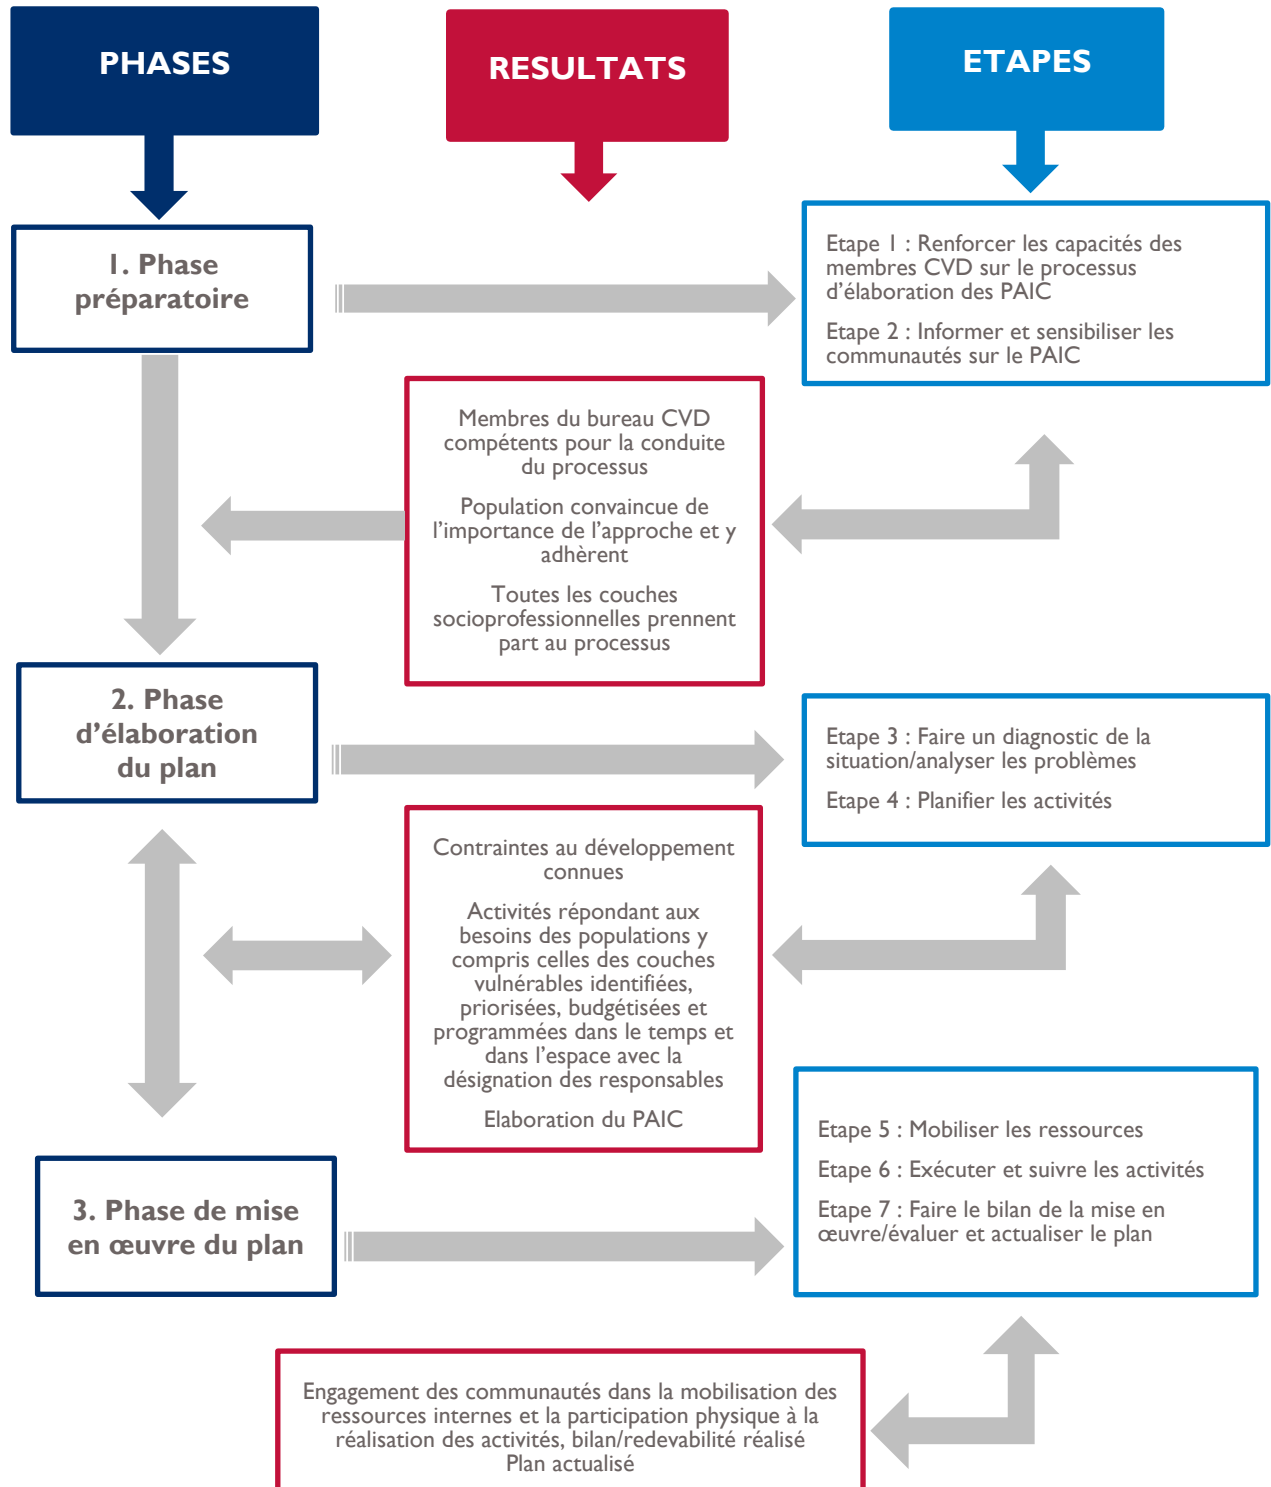 PHASES
RESULTATS
ETAPES
1. Phase
préparatoire
Etape 1 : Renforcer les capacités des
membres CVD sur le processus
d’élaboration des PAIC
Etape 2 : Informer et sensibiliser les
communautés sur le PAIC
Membres du bureau CVD
compétents pour la conduite
du processus
Population convaincue de
l’importance de l’approche et y
adhèrent
Toutes les couches
socioprofessionnelles prennent
part au processus
2. Phase
d’élaboration
du plan
Etape 3 : Faire un diagnostic de la
situation/analyser les problèmes
Etape 4 : Planifier les activités
Contraintes au développement
connues
Activités répondant aux
besoins des populations y
compris celles des couches
vulnérables identifiées,
priorisées, budgétisées et
programmées dans le temps et
dans l’espace avec la
désignation des responsables
Elaboration du PAIC
3. Phase de mise
en œuvre du plan
Etape 5 : Mobiliser les ressources
Etape 6 : Exécuter et suivre les activités
Etape 7 : Faire le bilan de la mise en
œuvre/évaluer et actualiser le plan
Engagement des communautés dans la mobilisation des
ressources internes et la participation physique à la
réalisation des activités, bilan/redevabilité réalisé
Plan actualisé